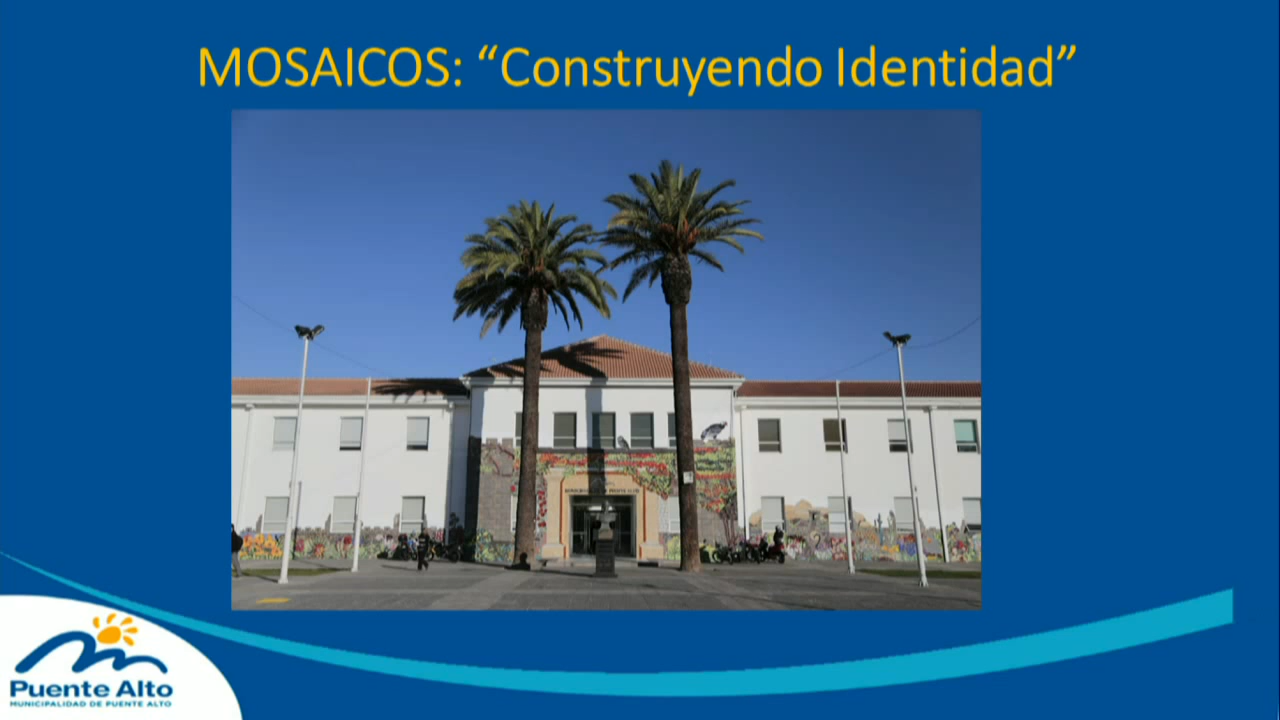 MOSAICOS: “Construyendo Identidad”
Puente Alto
MUNICIPALIDAD DE PUENTE ALTO